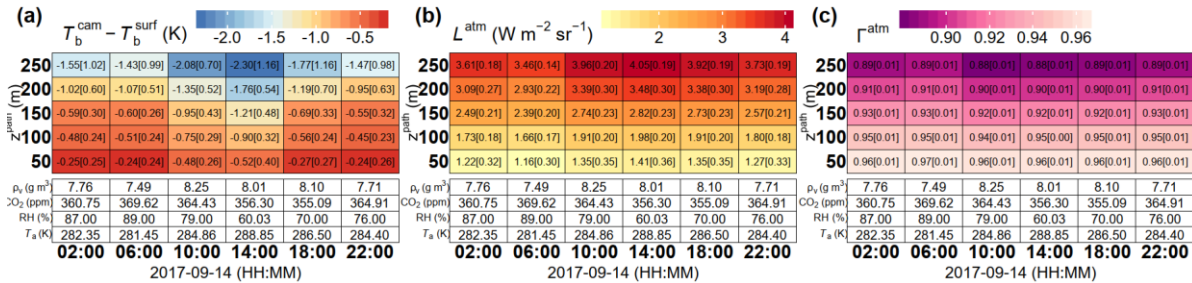 (a) T_b^cam − T_b^surf (K) -2.0 -1.5 -1.0 -0.5
250 -1.55[1.02] -1.43[0.99] -2.08[0.70] -2.30[1.16] -1.77[1.16] -1.47[0.98]
200 -1.02[0.60] -1.07[0.51] -1.35[0.52] -1.76[0.54] -1.19[0.70] -0.95[0.63]
150 -0.59[0.30] -0.60[0.26] -0.95[0.43] -1.21[0.48] -0.69[0.33] -0.55[0.32]
100 -0.48[0.24] -0.51[0.24] -0.75[0.29] -0.90[0.32] -0.56[0.24] -0.45[0.23]
50 -0.25[0.25] -0.24[0.24] -0.48[0.26] -0.52[0.40] -0.27[0.27] -0.24[0.26]
z^path (m)
ρ_v (g m³) 7.76 7.49 8.25 8.01 8.10 7.71
CO₂ (ppm) 360.75 369.62 364.43 356.30 355.09 364.91
RH (%) 87.00 89.00 79.00 60.03 70.00 76.00
T_a (K) 282.35 281.45 284.86 288.85 286.50 284.40
02:00 06:00 10:00 14:00 18:00 22:00
2017-09-14 (HH:MM)
(b) L^atm (W m⁻² sr⁻¹) 2 3 4
250 3.61[0.18] 3.46[0.14] 3.96[0.20] 4.05[0.19] 3.92[0.19] 3.73[0.19]
200 3.09[0.27] 2.93[0.22] 3.39[0.30] 3.48[0.30] 3.38[0.30] 3.19[0.28]
150 2.49[0.21] 2.39[0.20] 2.74[0.23] 2.82[0.23] 2.73[0.23] 2.57[0.21]
100 1.73[0.18] 1.66[0.17] 1.91[0.20] 1.98[0.20] 1.91[0.20] 1.80[0.18]
50 1.22[0.32] 1.16[0.30] 1.35[0.35] 1.41[0.36] 1.35[0.35] 1.27[0.33]
z^path (m)
ρ_v (g m³) 7.76 7.49 8.25 8.01 8.10 7.71
CO₂ (ppm) 360.75 369.62 364.43 356.30 355.09 364.91
RH (%) 87.00 89.00 79.00 60.03 70.00 76.00
T_a (K) 282.35 281.45 284.86 288.85 286.50 284.40
02:00 06:00 10:00 14:00 18:00 22:00
2017-09-14 (HH:MM)
(c) Γ^atm 0.90 0.92 0.94 0.96
250 0.89[0.01] 0.89[0.01] 0.88[0.01] 0.88[0.01] 0.89[0.01] 0.89[0.01]
200 0.91[0.01] 0.91[0.01] 0.90[0.01] 0.90[0.01] 0.90[0.01] 0.91[0.01]
150 0.93[0.01] 0.93[0.01] 0.92[0.01] 0.92[0.01] 0.92[0.01] 0.93[0.01]
100 0.95[0.01] 0.95[0.01] 0.94[0.01] 0.95[0.00] 0.95[0.01] 0.95[0.01]
50 0.96[0.01] 0.97[0.01] 0.96[0.01] 0.96[0.01] 0.96[0.01] 0.96[0.01]
z^path (m)
ρ_v (g m³) 7.76 7.49 8.25 8.01 8.10 7.71
CO₂ (ppm) 360.75 369.62 364.43 356.30 355.09 364.91
RH (%) 87.00 89.00 79.00 60.03 70.00 76.00
T_a (K) 282.35 281.45 284.86 288.85 286.50 284.40
02:00 06:00 10:00 14:00 18:00 22:00
2017-09-14 (HH:MM)